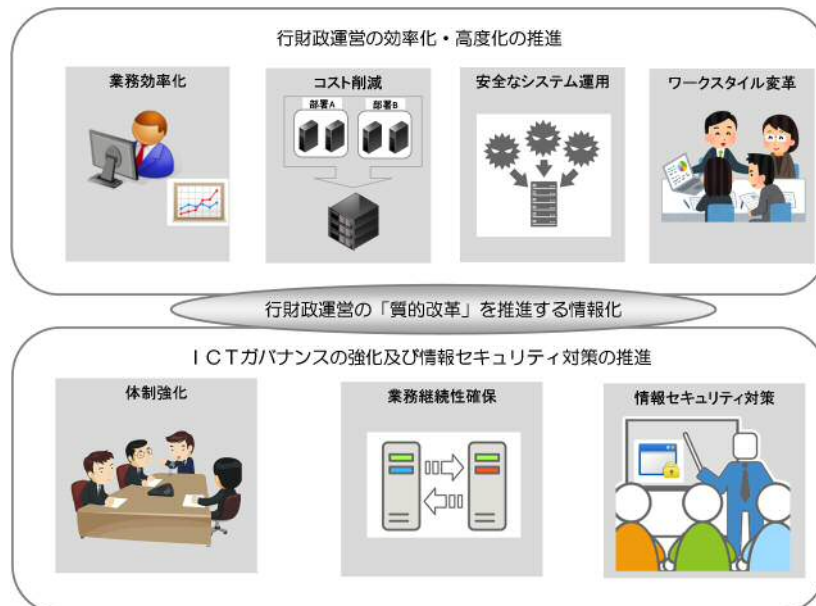 行財政運営の効率化・高度化の推進
業務効率化
コスト削減
部署A
部署B
安全なシステム運用
ワークスタイル変革
行財政運営の「質的改革」を推進する情報化
ＩＣＴガバナンスの強化及び情報セキュリティ対策の推進
体制強化
業務継続性確保
情報セキュリティ対策